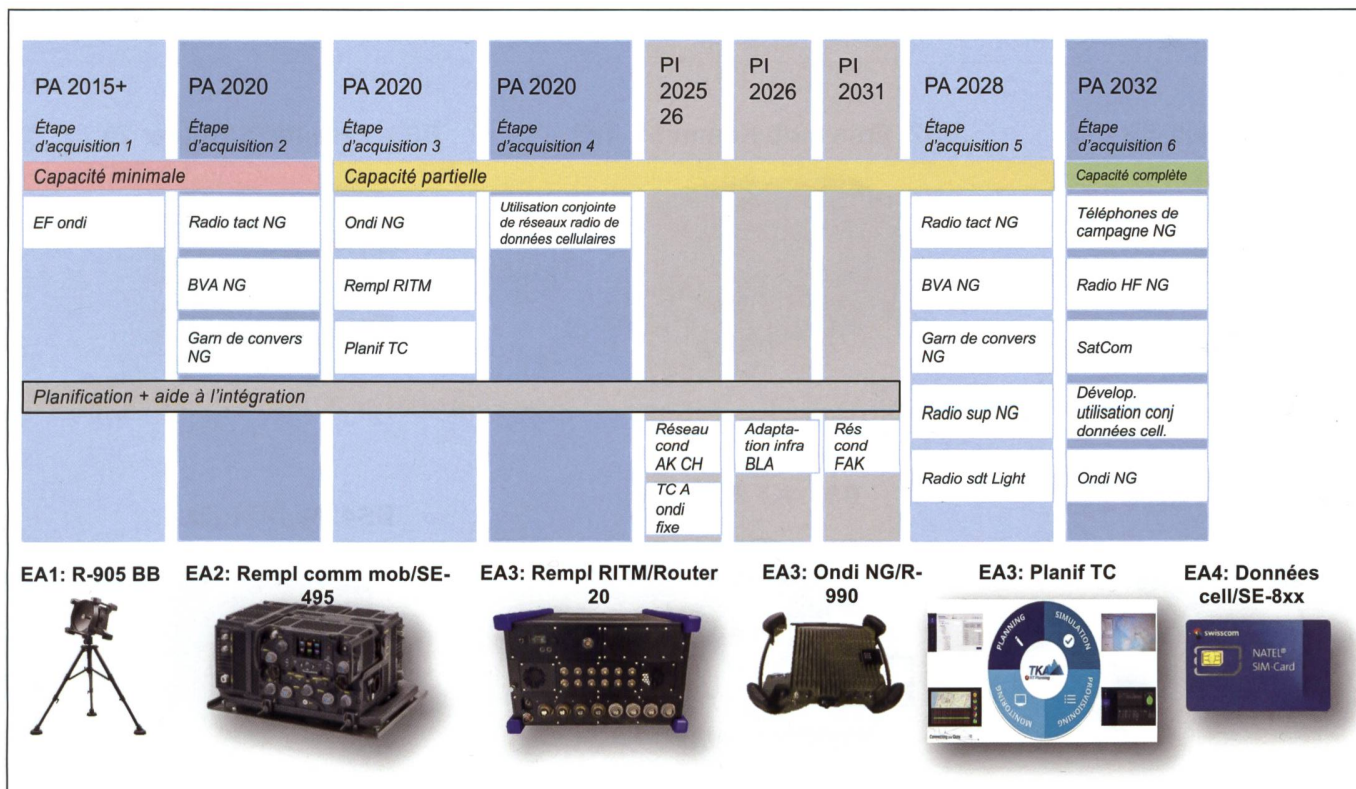 PA 2015+
Étape
d'acquisition 1
PA 2020
Étape
d'acquisition 2
PA 2020
Étape
d'acquisition 3
PA 2020
Étape
d'acquisition 4
PI
2025
26
PI
2026
PI
2031
PA 2028
Étape
d'acquisition 5
PA 2032
Étape
d'acquisition 6
Capacité minimale
Capacité partielle
Capacité complète
EF ondi
Radio tact NG
BVA NG
Garn de convers
NG
Ondi NG
Rempl RITM
Planif TC
Utilisation conjointe
de réseaux radio de
données cellulaires
Radio tact NG
BVA NG
Garn de convers
NG
Radio sup NG
Radio sdt Light
Téléphones de
campagne NG
Radio HF NG
SatCom
Dévelop.
utilisation conj
données cell.
Ondi NG
Planification + aide à l'intégration
Réseau
cond
AK CH
TC A
ondi
fixe
Adapta-
tion infra
BLA
Rés
cond
FAK
EA1: R-905 BB
EA2: Rempl comm mob/SE-
495
EA3: Rempl RITM/Router
20
EA3: Ondi NG/R-
990
EA3: Planif TC
EA4: Données
cell/SE-8xx
PLANNING
SIMULATION
PROVISIONING
MONITORING
TKA
swisscom
NATEL®
SIM-Card